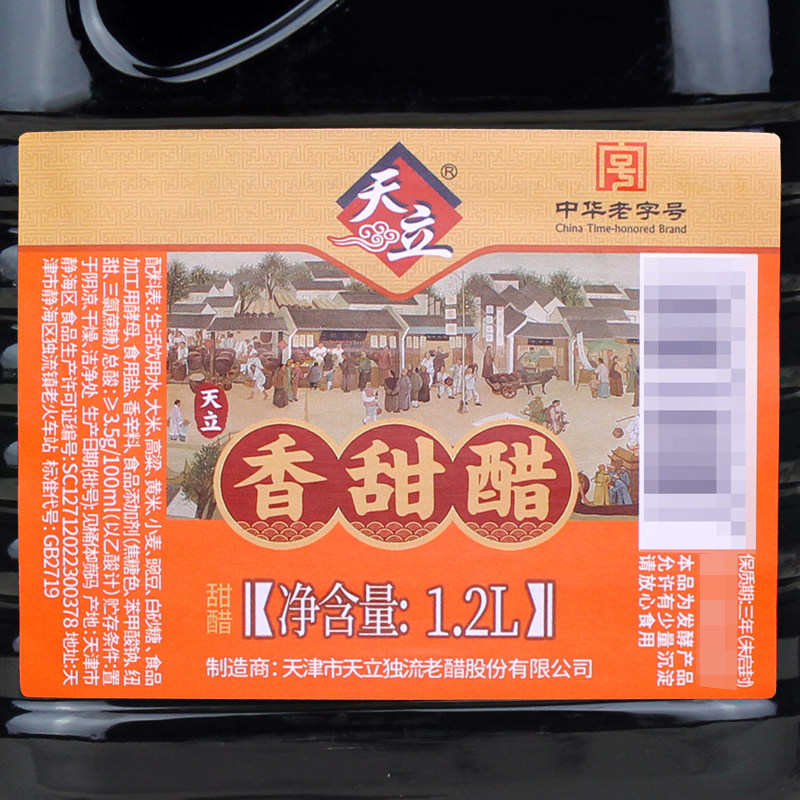 天立®
中华老字号
China Time-honored Brand
天立
香甜醋
甜醋
【净含量: 1.2L】
制造商: 天津市天立独流老醋股份有限公司
配料表:生活饮用水, 大米, 高粱, 黄米, 小麦, 豌豆, 白砂糖, 食品
加工用酵母, 食用盐, 香辛料, 食品添加剂(焦糖色, 苯甲酸钠, 纽
甜, 三氯蔗糖) 总酸:≥3.5g/100ml(以乙酸计) 贮存条件:置
于阴凉, 干燥, 洁净处 生产日期(批号):见桶体喷码 产地:天津市
静海区 食品生产许可证编号:SC12712022300378 地址:天
津市静海区独流镇老火车站 标准代号:GB2719
保质期:三年(未启封)
本品为发酵产品
允许有少量沉淀
请放心食用